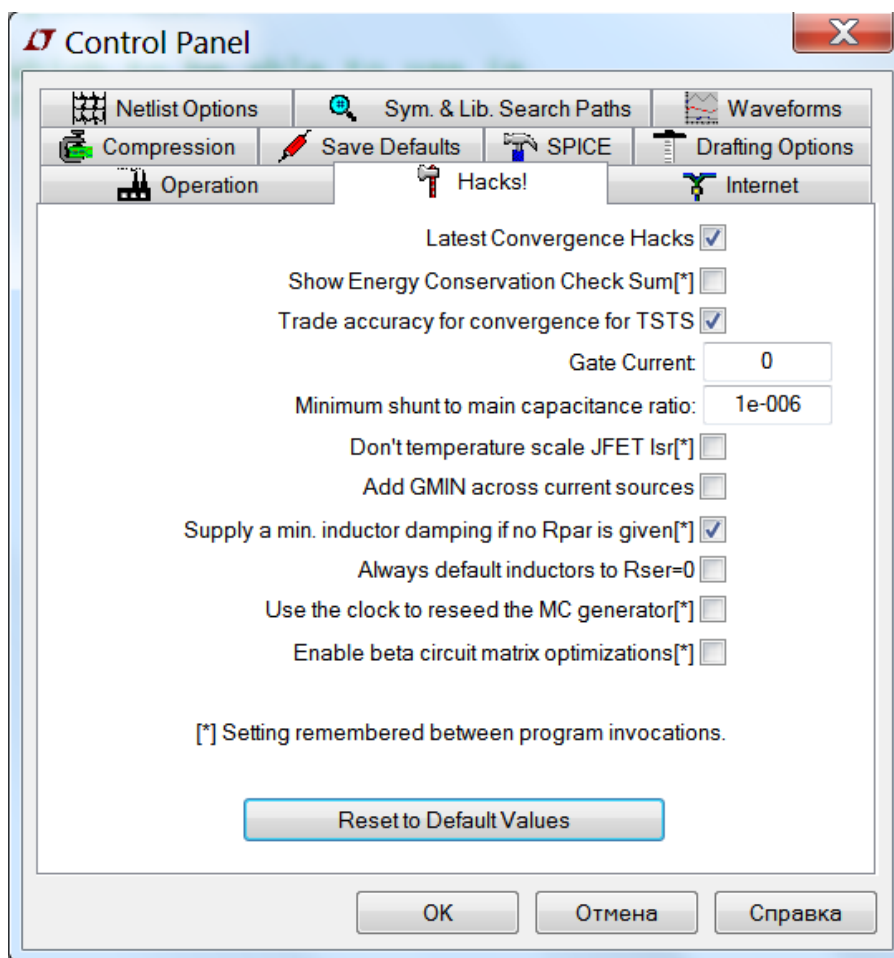 Control Panel
Netlist Options
Sym. & Lib. Search Paths
Waveforms
Compression
Save Defaults
SPICE
Drafting Options
Operation
Hacks!
Internet
Latest Convergence Hacks
Show Energy Conservation Check Sum[*]
Trade accuracy for convergence for TSTS
Gate Current: 0
Minimum shunt to main capacitance ratio: 1e-006
Don't temperature scale JFET Isr[*]
Add GMIN across current sources
Supply a min. inductor damping if no Rpar is given[*]
Always default inductors to Rser=0
Use the clock to reseed the MC generator[*]
Enable beta circuit matrix optimizations[*]
[*] Setting remembered between program invocations.
Reset to Default Values
OK
Отмена
Справка